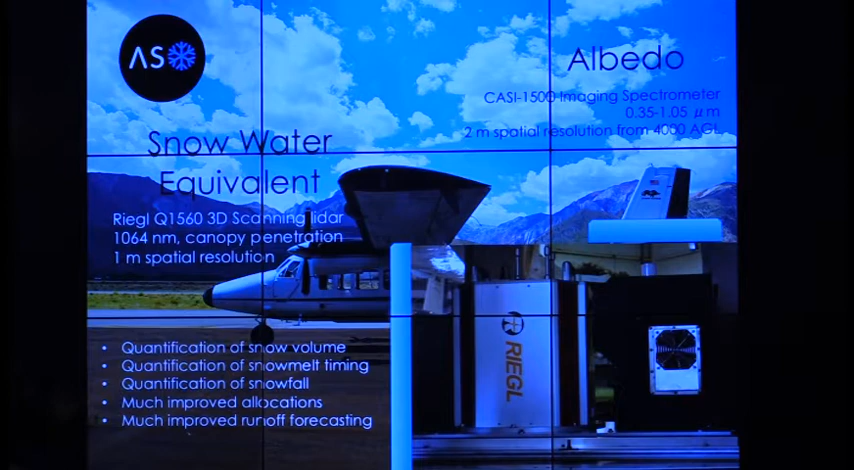 ASO
Snow Water
Equivalent
Riegl Q1560 3D Scanning lidar
1064 nm, canopy penetration
1 m spatial resolution
Albedo
CASI-1500 Imaging Spectrometer
0.35-1.05 μm
2 m spatial resolution from 4000 AGL
RIEGL
• Quantification of snow volume
• Quantification of snowmelt timing
• Quantification of snowfall
• Much improved allocations
• Much improved runoff forecasting